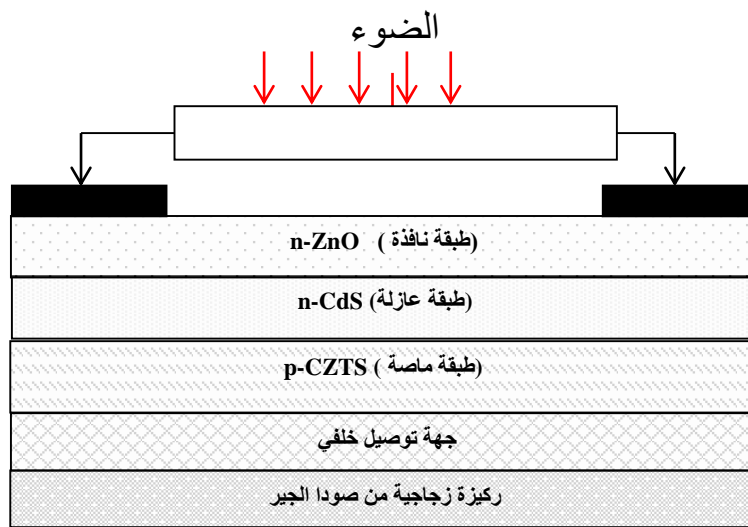 الضوء
n-ZnO (طبقة نافذة )
n-CdS (طبقة عازلة)
p-CZTS (طبقة ماصة )
جهة توصيل خلفي
ركيزة زجاجية من صودا الجير